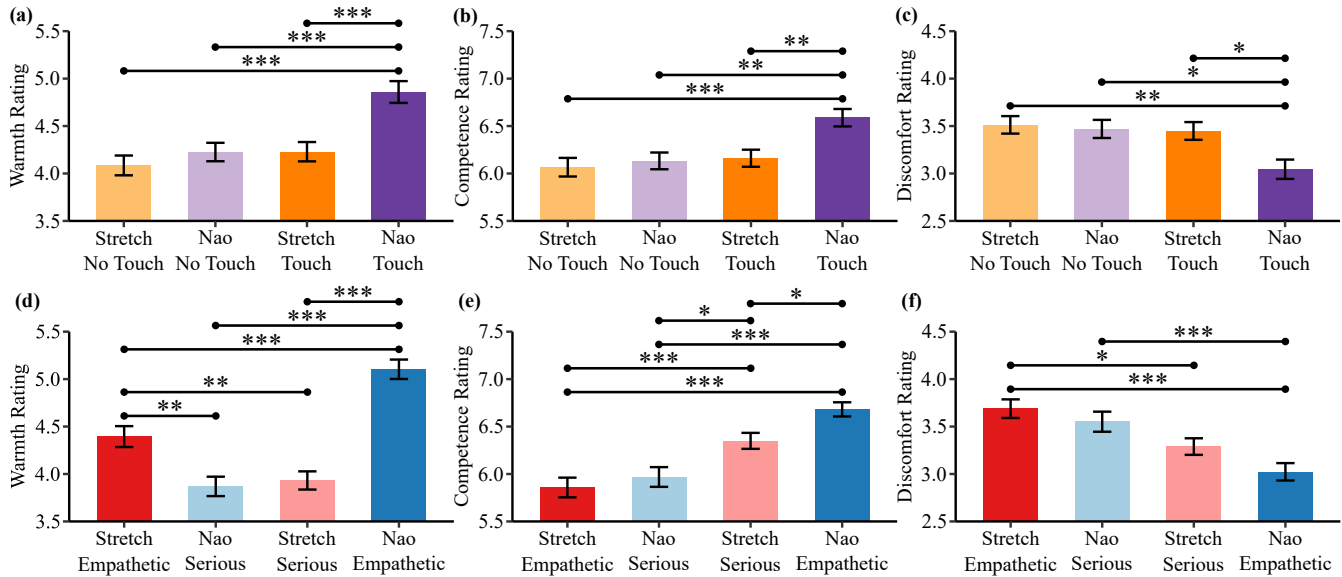 (a)
Warmth Rating
5.5
5.0
4.5
4.0
3.5
***
***
***
Stretch
No Touch
Nao
No Touch
Stretch
Touch
Nao
Touch
(b)
Competence Rating
7.5
7.0
6.5
6.0
5.5
**
**
***
Stretch
No Touch
Nao
No Touch
Stretch
Touch
Nao
Touch
(c)
Discomfort Rating
4.5
4.0
3.5
3.0
2.5
*
*
**
Stretch
No Touch
Nao
No Touch
Stretch
Touch
Nao
Touch
(d)
Warmth Rating
5.5
5.0
4.5
4.0
3.5
***
***
***
**
**
Stretch
Empathetic
Nao
Serious
Stretch
Serious
Nao
Empathetic
(e)
Competence Rating
7.5
7.0
6.5
6.0
5.5
*
*
***
***
***
Stretch
Empathetic
Nao
Serious
Stretch
Serious
Nao
Empathetic
(f)
Discomfort Rating
4.5
4.0
3.5
3.0
2.5
***
*
***
Stretch
Empathetic
Nao
Serious
Stretch
Serious
Nao
Empathetic